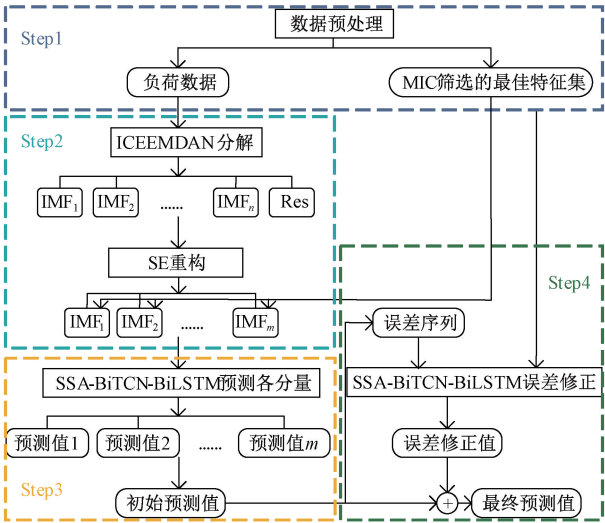 Step1
数据预处理
负荷数据
MIC筛选的最佳特征集
Step2
ICEEMDAN分解
IMF1
IMF2
......
IMFn
Res
SE重构
IMF1
IMF2
......
IMFm
Step4
误差序列
SSA-BiTCN-BiLSTM预测各分量
SSA-BiTCN-BiLSTM误差修正
预测值1
预测值2
......
预测值m
误差修正值
Step3
初始预测值
+
最终预测值